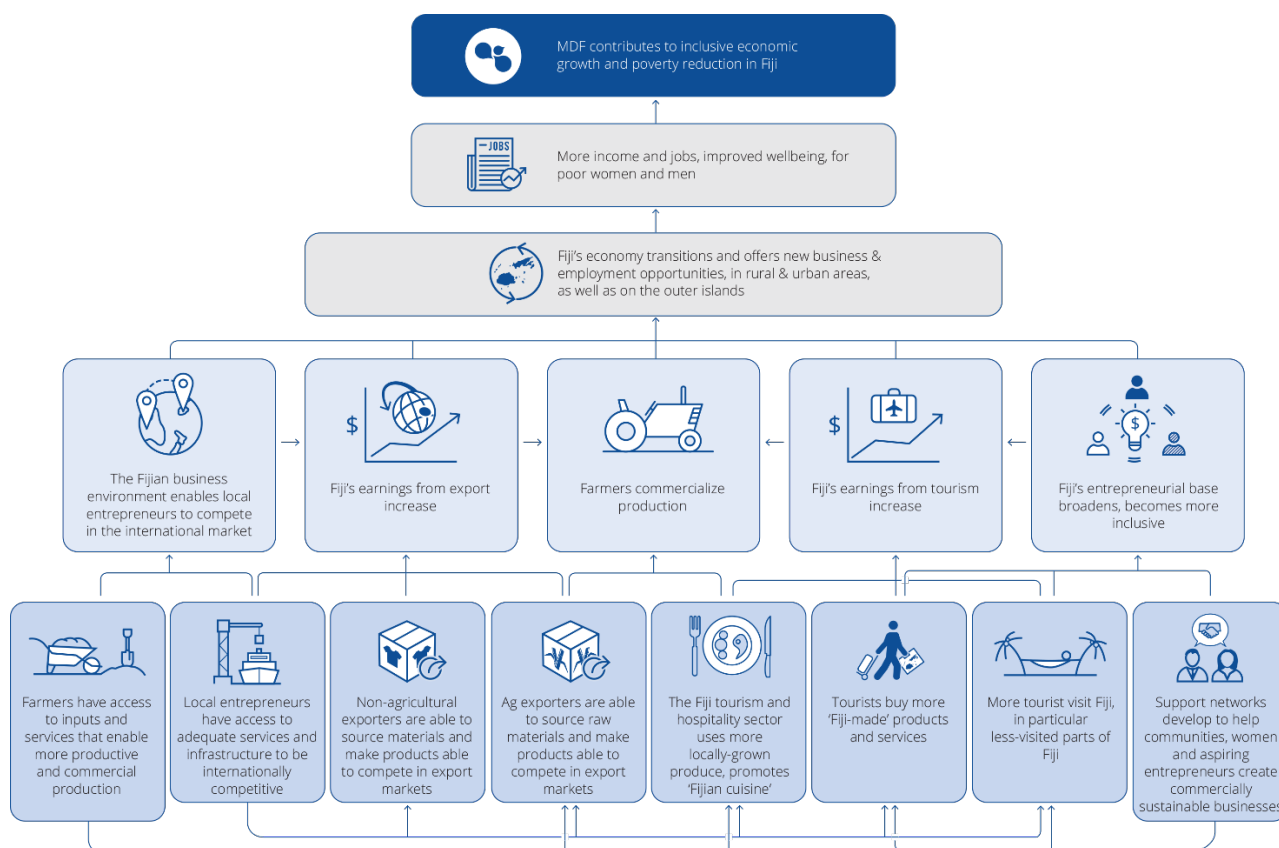 MDF contributes to inclusive economic
growth and poverty reduction in Fiji
JOBS
More income and jobs, improved wellbeing, for
poor women and men
Fiji's economy transitions and offers new business &
employment opportunities, in rural & urban areas,
as well as on the outer islands
The Fijian business
environment enables local
entrepreneurs to compete
in the international market
$
Fiji's earnings from export
increase
Farmers commercialize
production
$
Fiji's earnings from tourism
increase
$
Fiji's entrepreneurial base
broadens, becomes more
inclusive
Farmers have access
to inputs and
services that enable
more productive
and commercial
production
Local entrepreneurs
have access to
adequate services and
infrastructure to be
internationally
competitive
Non-agricultural
exporters are able to
source materials and
make products able
to compete in export
markets
Ag exporters are able
to source raw
materials and make
products able to
compete in export
markets
The Fiji tourism and
hospitality sector
uses more
locally-grown
produce, promotes
'Fijian cuisine'
Tourists buy more
'Fiji-made' products
and services
More tourist visit Fiji,
in particular
less-visited parts of
Fiji
Support networks
develop to help
communities, women
and aspiring
entrepreneurs create
commercially
sustainable businesses